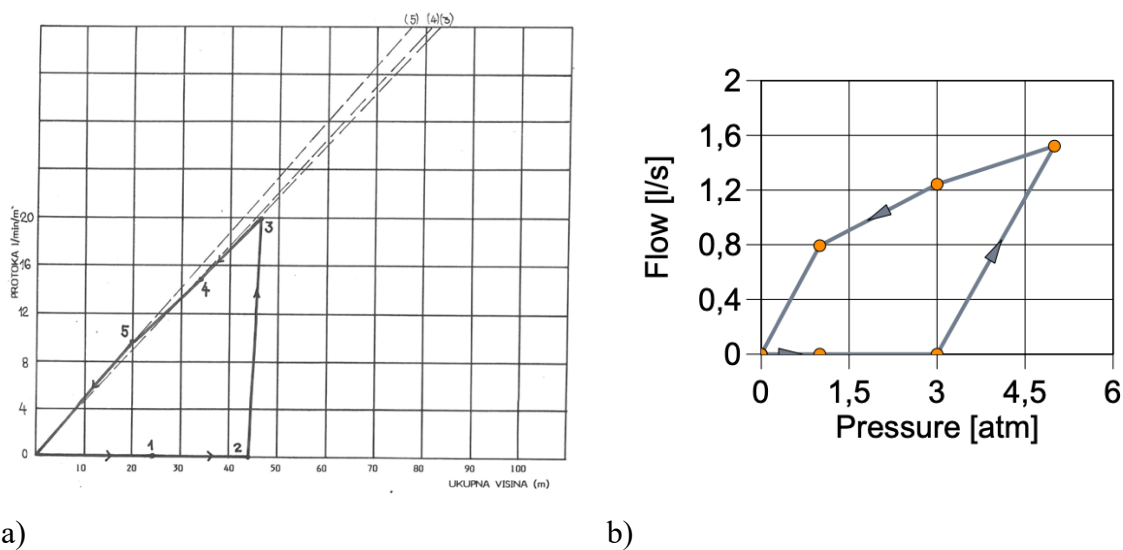 (5) (4)(3)
PROTOKA l/min/m'
20
16
12
8
4
0
3
4
5
1
2
10 20 30 40 50 60 70 80 90 100
UKUPNA VISINA (m)
a)
2
1,6
1,2
0,8
0,4
0
Flow [l/s]
0 1,5 3 4,5 6
Pressure [atm]
b)